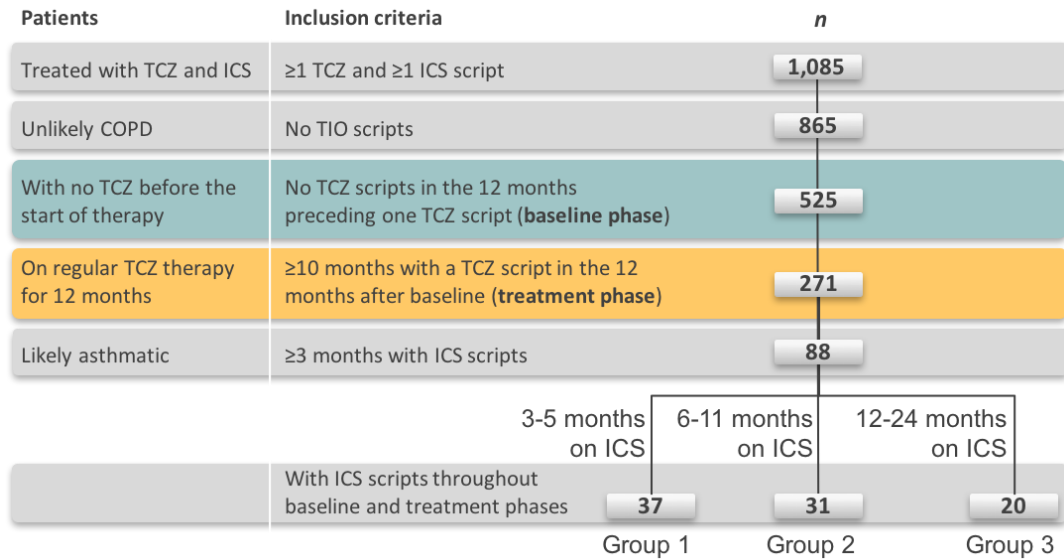 Patients Inclusion criteria n
Treated with TCZ and ICS ≥1 TCZ and ≥1 ICS script 1,085
Unlikely COPD No TIO scripts 865
With no TCZ before the
start of therapy
No TCZ scripts in the 12 months
preceding one TCZ script (baseline phase)
525
On regular TCZ therapy
for 12 months
≥10 months with a TCZ script in the 12
months after baseline (treatment phase)
271
Likely asthmatic ≥3 months with ICS scripts 88
3-5 months
on ICS
6-11 months
on ICS
12-24 months
on ICS
With ICS scripts throughout
baseline and treatment phases
37 31 20
Group 1 Group 2 Group 3